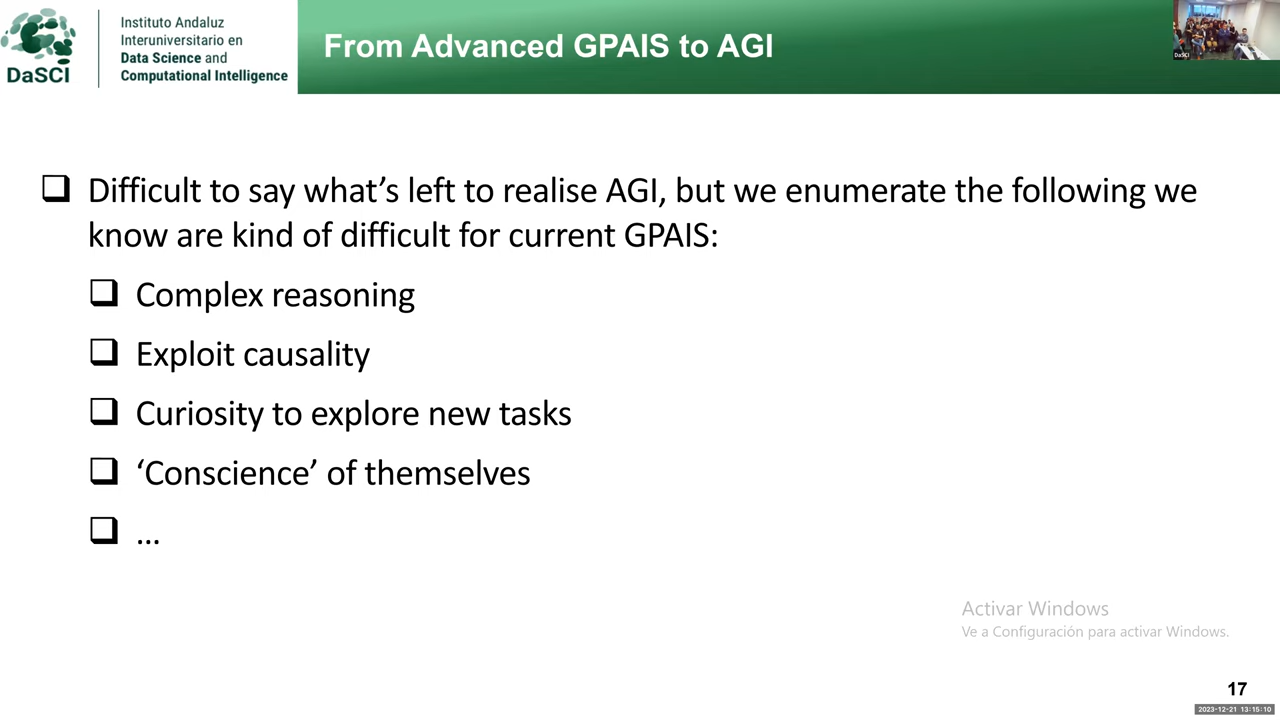 Instituto Andaluz
Interuniversitario en
Data Science and
Computational Intelligence
DaSCI
From Advanced GPAIS to AGI
DaSCI
❑ Difficult to say what’s left to realise AGI, but we enumerate the following we
know are kind of difficult for current GPAIS:
❑ Complex reasoning
❑ Exploit causality
❑ Curiosity to explore new tasks
❑ ‘Conscience’ of themselves
❑ ...
Activar Windows
Ve a Configuración para activar Windows.
17
2023-12-21 13:15:10